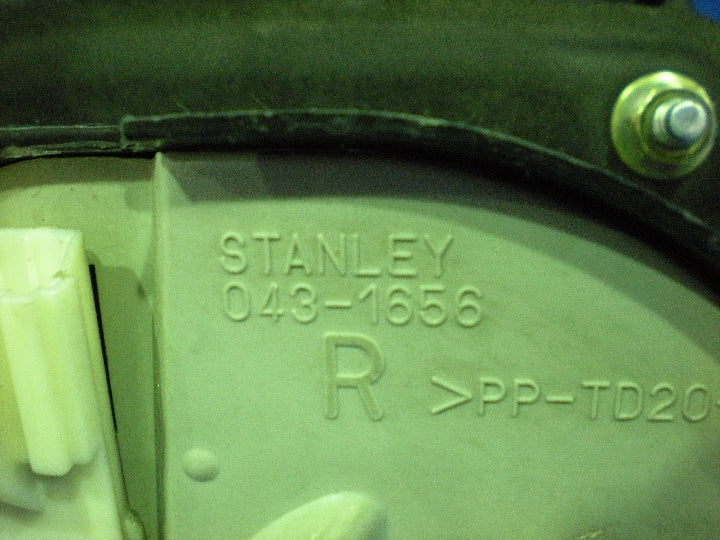 STANLEY
043-1656
R
>PP-TD20